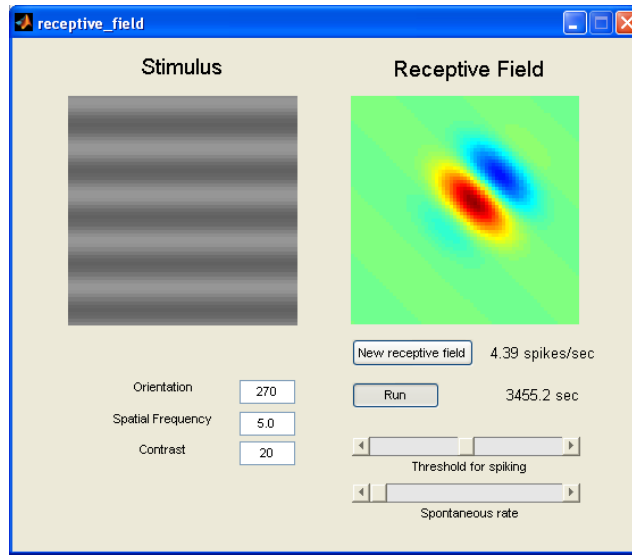 receptive_field
Stimulus
Receptive Field
New receptive field 4.39 spikes/sec
Run 3455.2 sec
Orientation 270
Spatial Frequency 5.0
Contrast 20
Threshold for spiking
Spontaneous rate